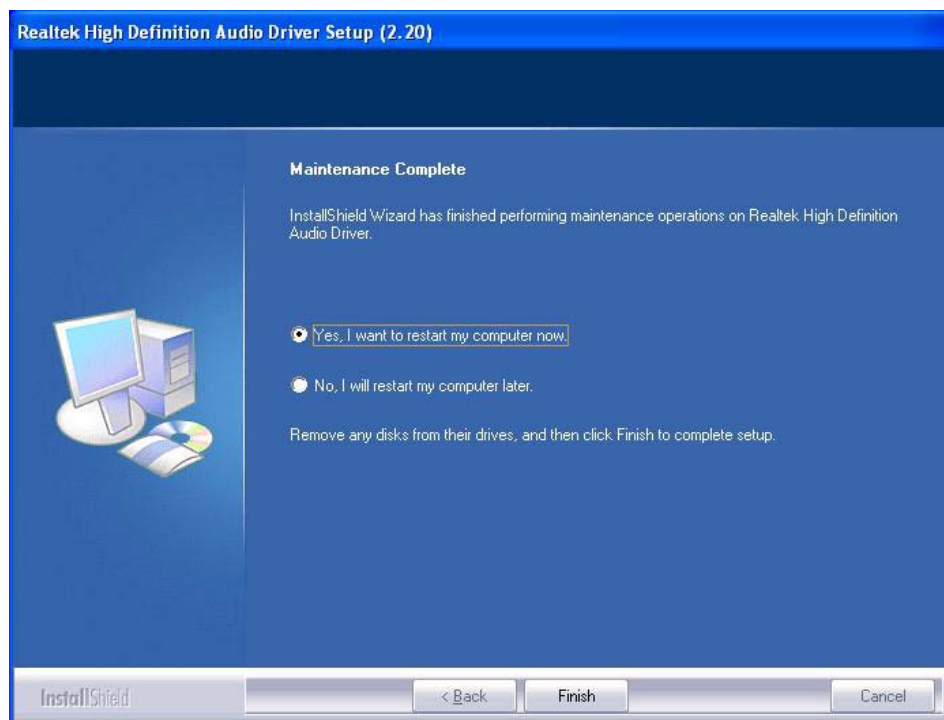 Realtek High Definition Audio Driver Setup (2.20)
Maintenance Complete
InstallShield Wizard has finished performing maintenance operations on Realtek High Definition
Audio Driver.
Yes, I want to restart my computer now.
No, I will restart my computer later.
Remove any disks from their drives, and then click Finish to complete setup.
InstallShield
< Back
Finish
Cancel